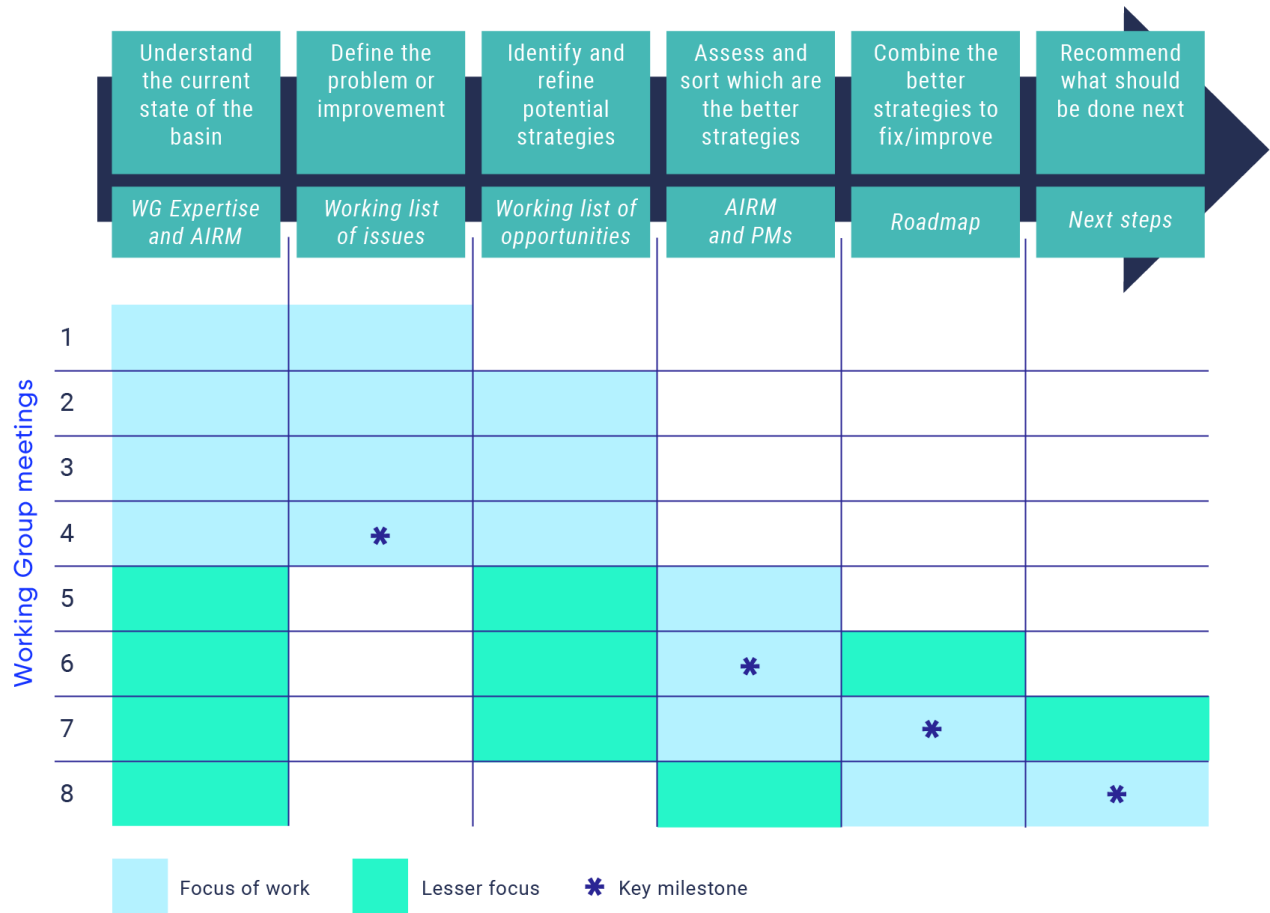 Understand
the current
state of the
basin
Define the
problem or
improvement
Identify and
refine
potential
strategies
Assess and
sort which are
the better
strategies
Combine the
better
strategies to
fix/improve
Recommend
what should
be done next
WG Expertise
and AIRM
Working list
of issues
Working list of
opportunities
AIRM
and PMs
Roadmap
Next steps
Working Group meetings
1
2
3
4
*
5
6
*
7
*
8
*
Focus of work
Lesser focus
* Key milestone